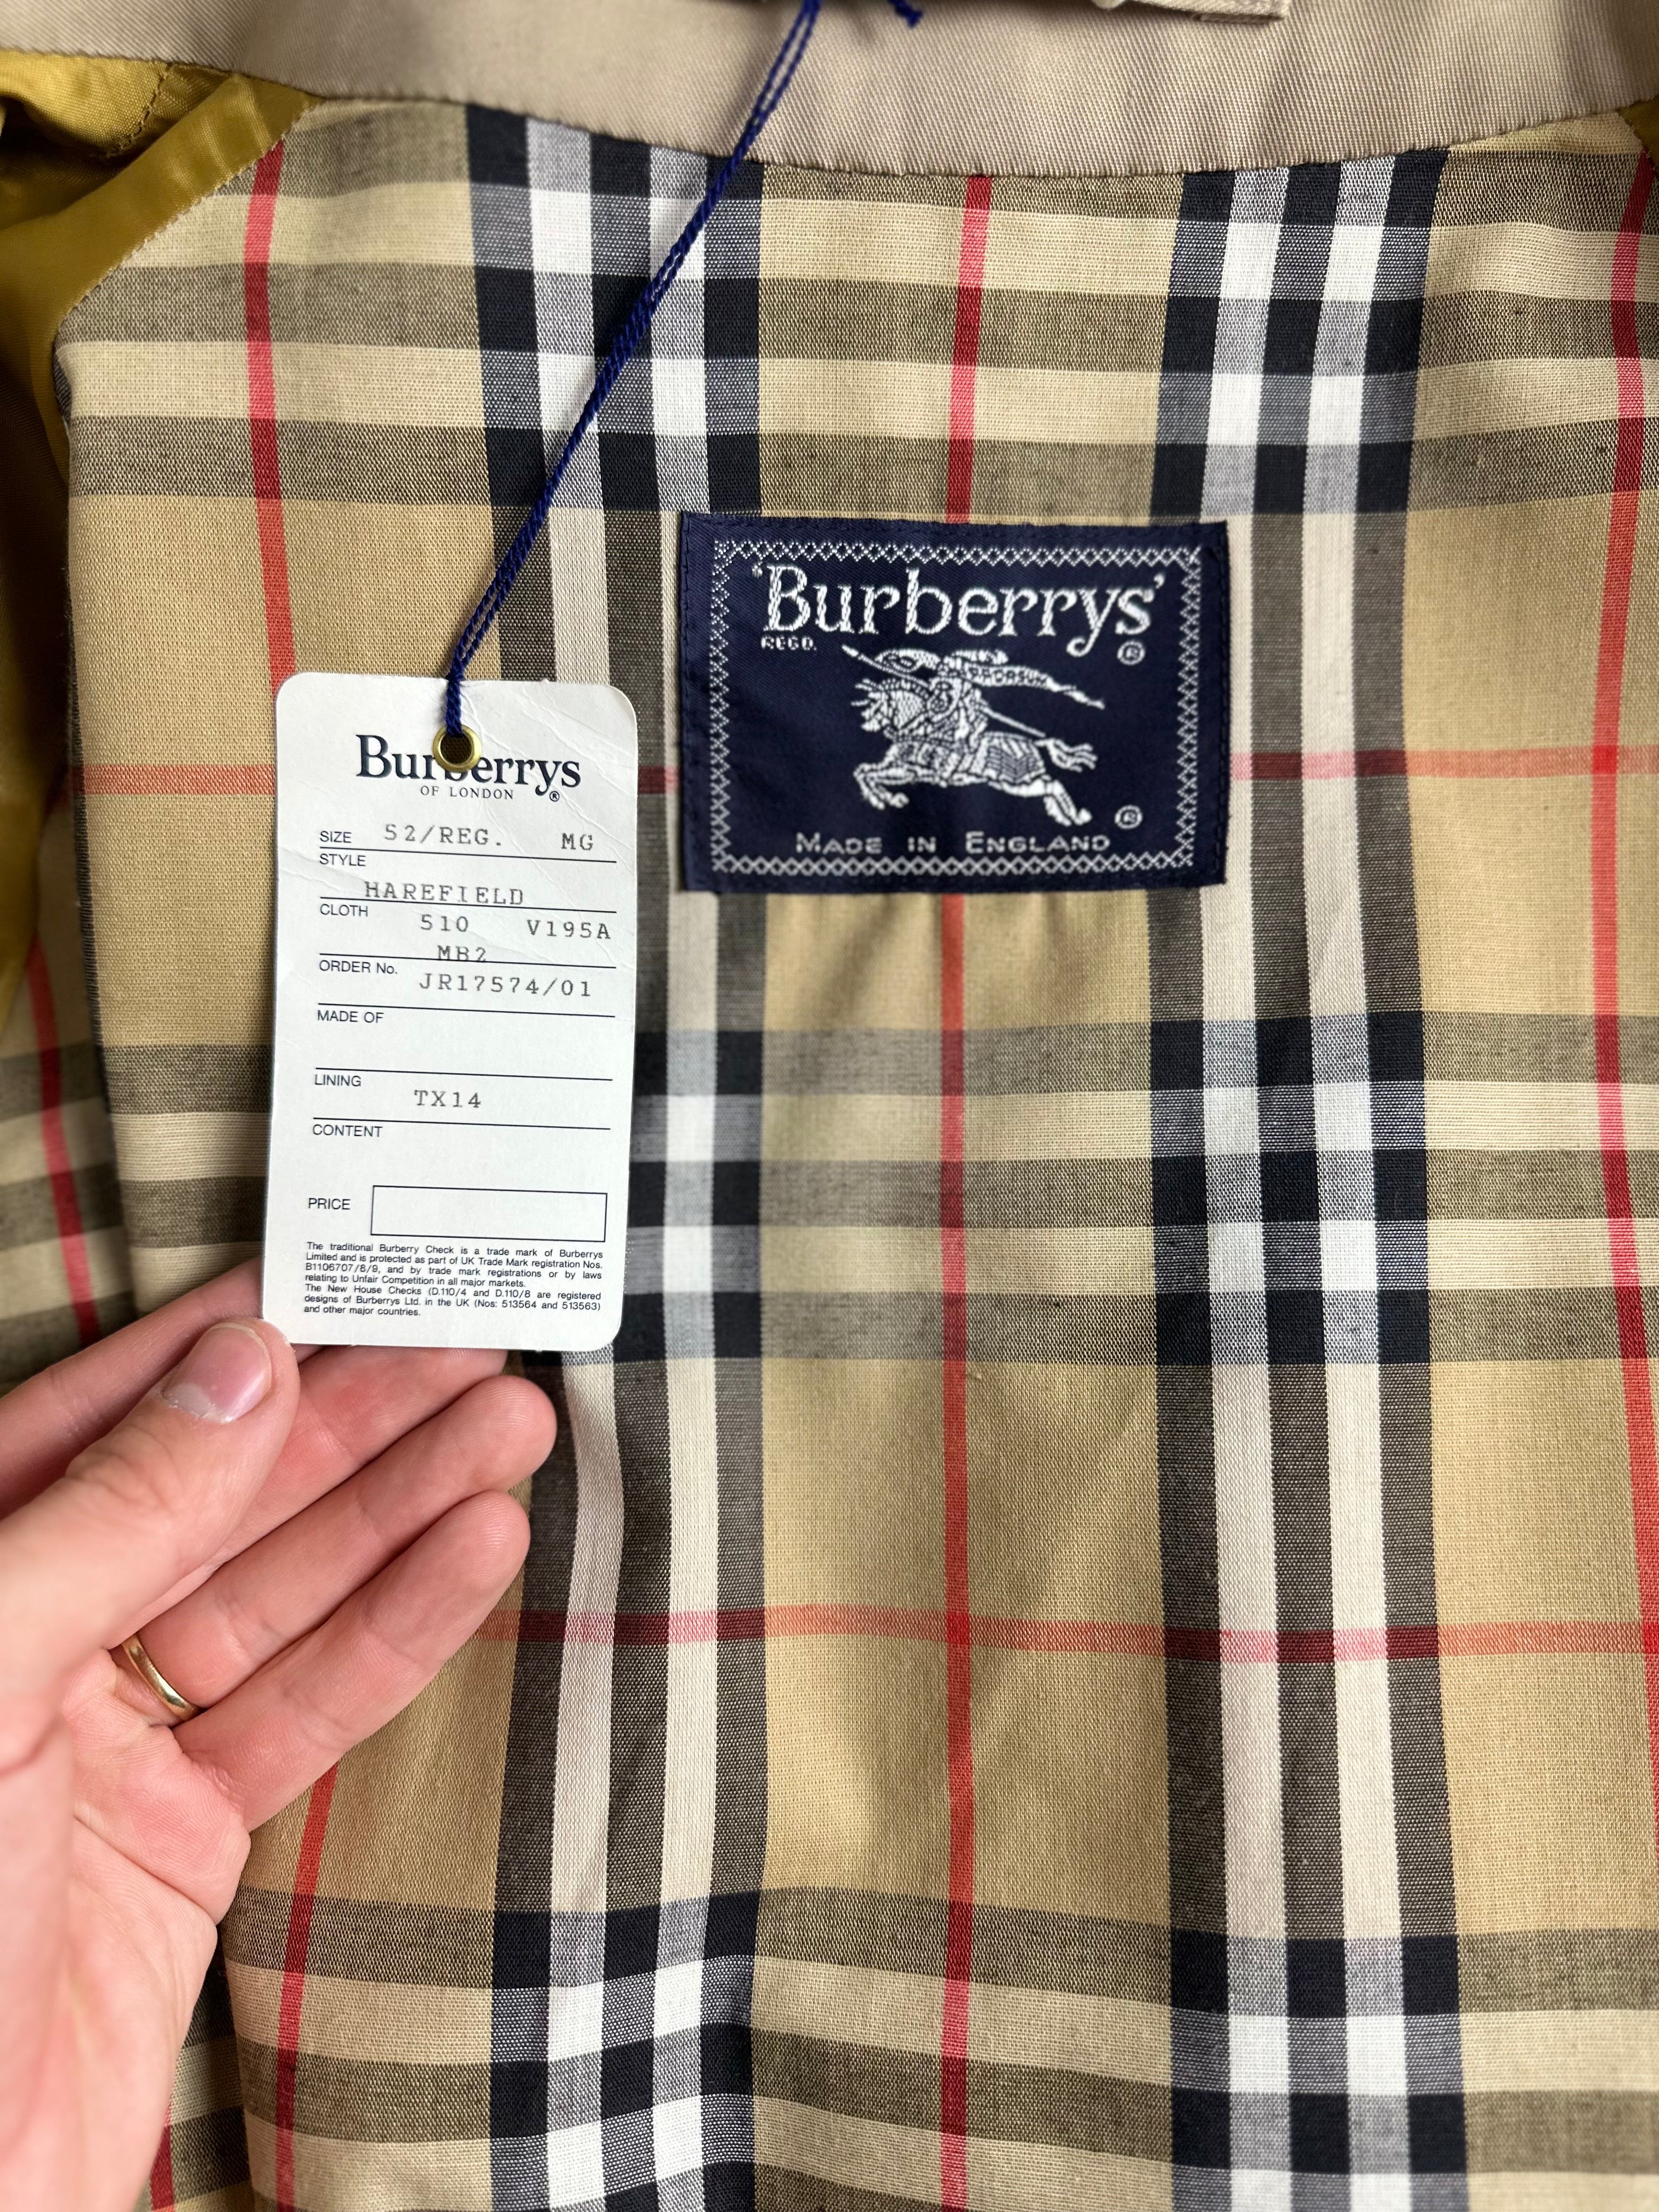 Burberrys
OF LONDON ®
SIZE 52/REG. MG
STYLE
HAREFIELD
CLOTH 510 V195A
MB2
ORDER No. JR17574/01
MADE OF
LINING
TX14
CONTENT
PRICE
The traditional Burberry Check is a trade mark of Burberrys
Limited and is protected as part of UK Trade Mark registration Nos.
B1106707/8/9, and by trade mark registrations or by laws
relating to Unfair Competition in all major markets.
The New House Checks (D.110/4 and D.110/8 are registered
designs of Burberrys Ltd. in the UK (Nos: 513564 and 513563)
and other major countries.
'Burberrys'
REGD. ®
PRORSUM
®
MADE IN ENGLAND